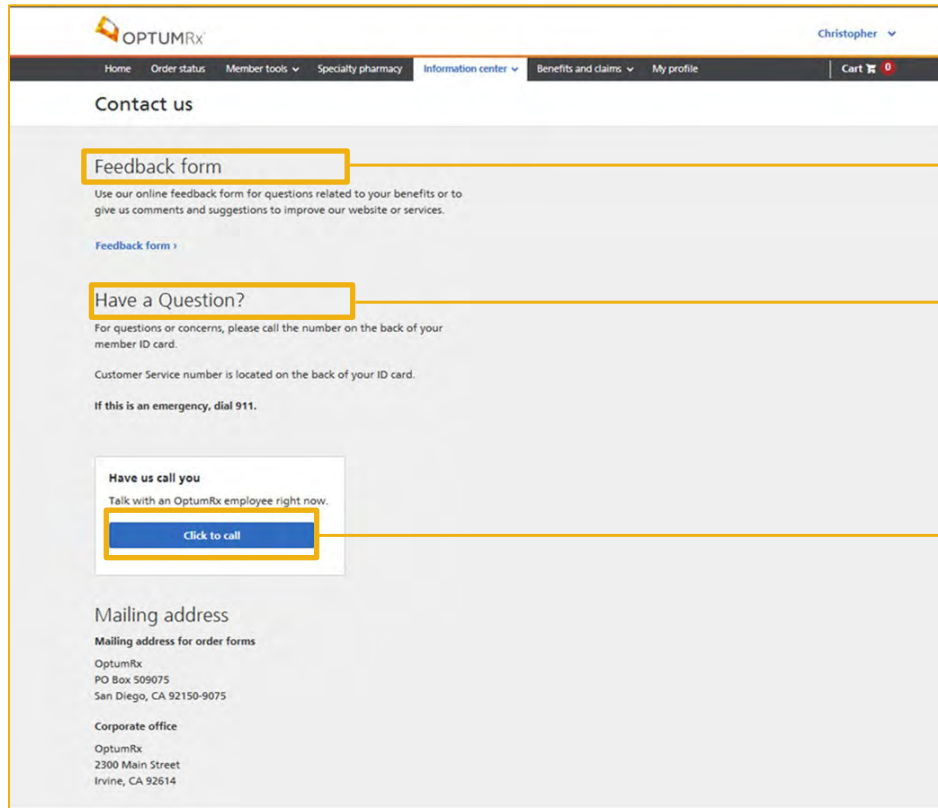 OPTUMRx
Christopher
Home Order status Member tools Specialty pharmacy Information center Benefits and claims My profile Cart 0
Contact us
Feedback form
Use our online feedback form for questions related to your benefits or to
give us comments and suggestions to improve our website or services.
Feedback form ›
Have a Question?
For questions or concerns, please call the number on the back of your
member ID card.
Customer Service number is located on the back of your ID card.
If this is an emergency, dial 911.
Have us call you
Talk with an OptumRx employee right now.
Click to call
Mailing address
Mailing address for order forms
OptumRx
PO Box 509075
San Diego, CA 92150-9075
Corporate office
OptumRx
2300 Main Street
Irvine, CA 92614